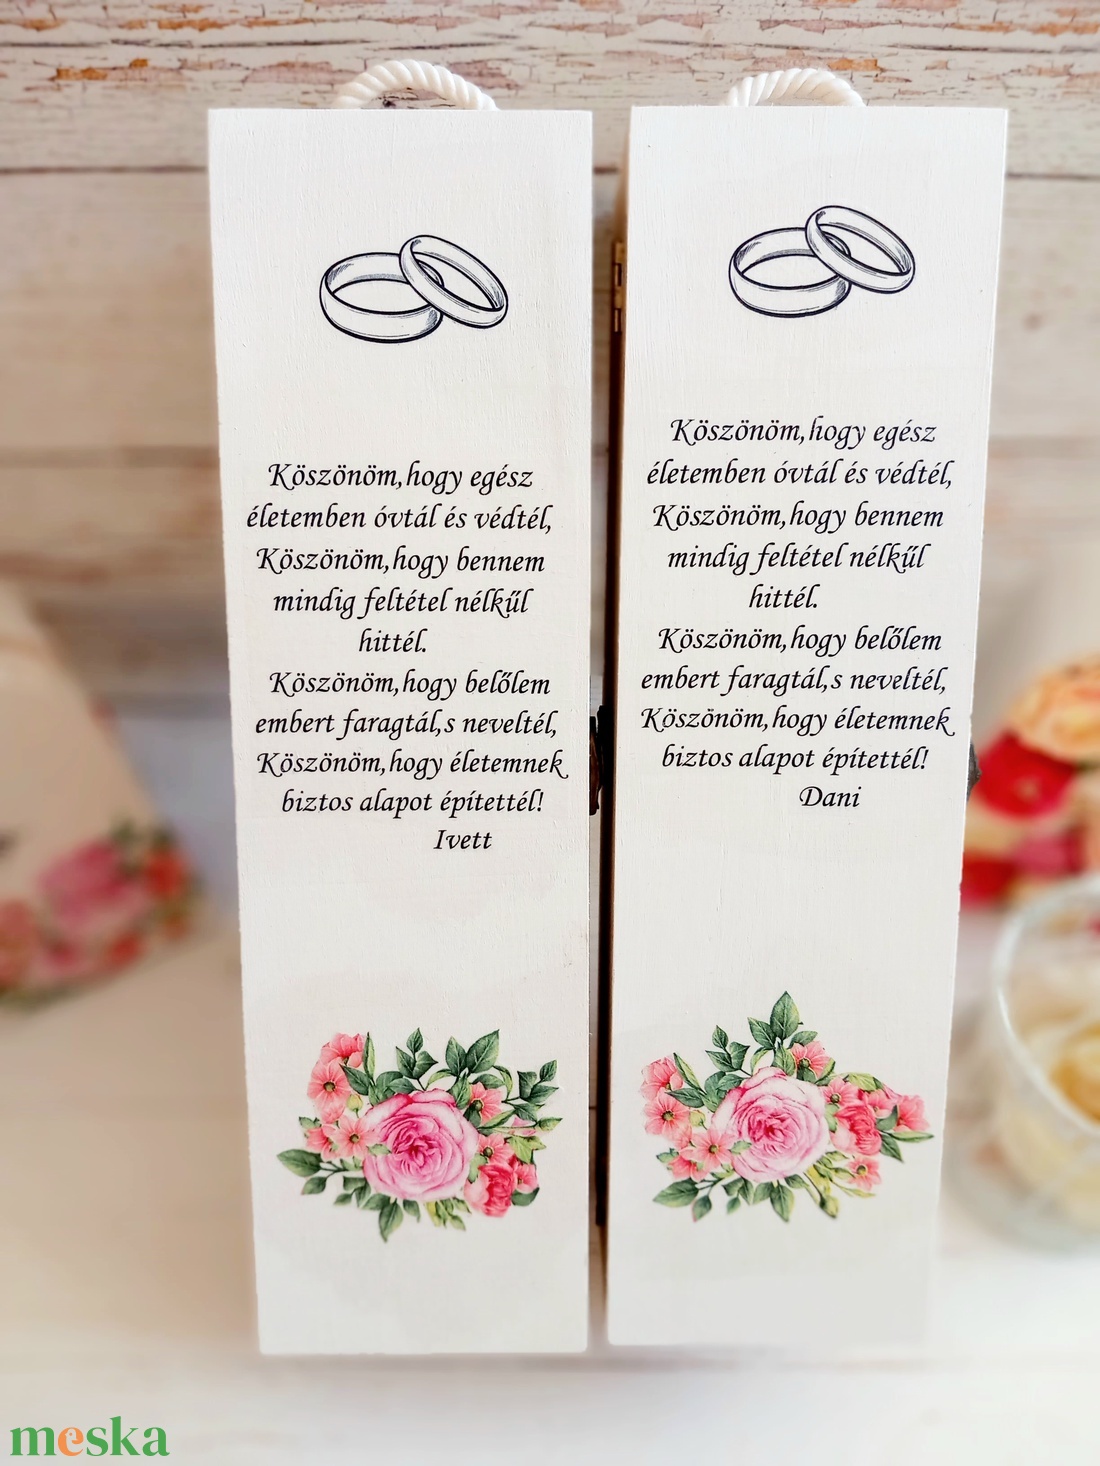 Köszönöm,hogy egész
életemben óvtál és védtél,
Köszönöm,hogy bennem
mindig feltétel nélkűl
hittél.
Köszönöm,hogy belőlem
embert faragtál,s neveltél,
Köszönöm,hogy életemnek
biztos alapot építettél!
Ivett
Köszönöm,hogy egész
életemben óvtál és védtél,
Köszönöm,hogy bennem
mindig feltétel nélkűl
hittél.
Köszönöm,hogy belőlem
embert faragtál,s neveltél,
Köszönöm,hogy életemnek
biztos alapot építettél!
Dani
meska